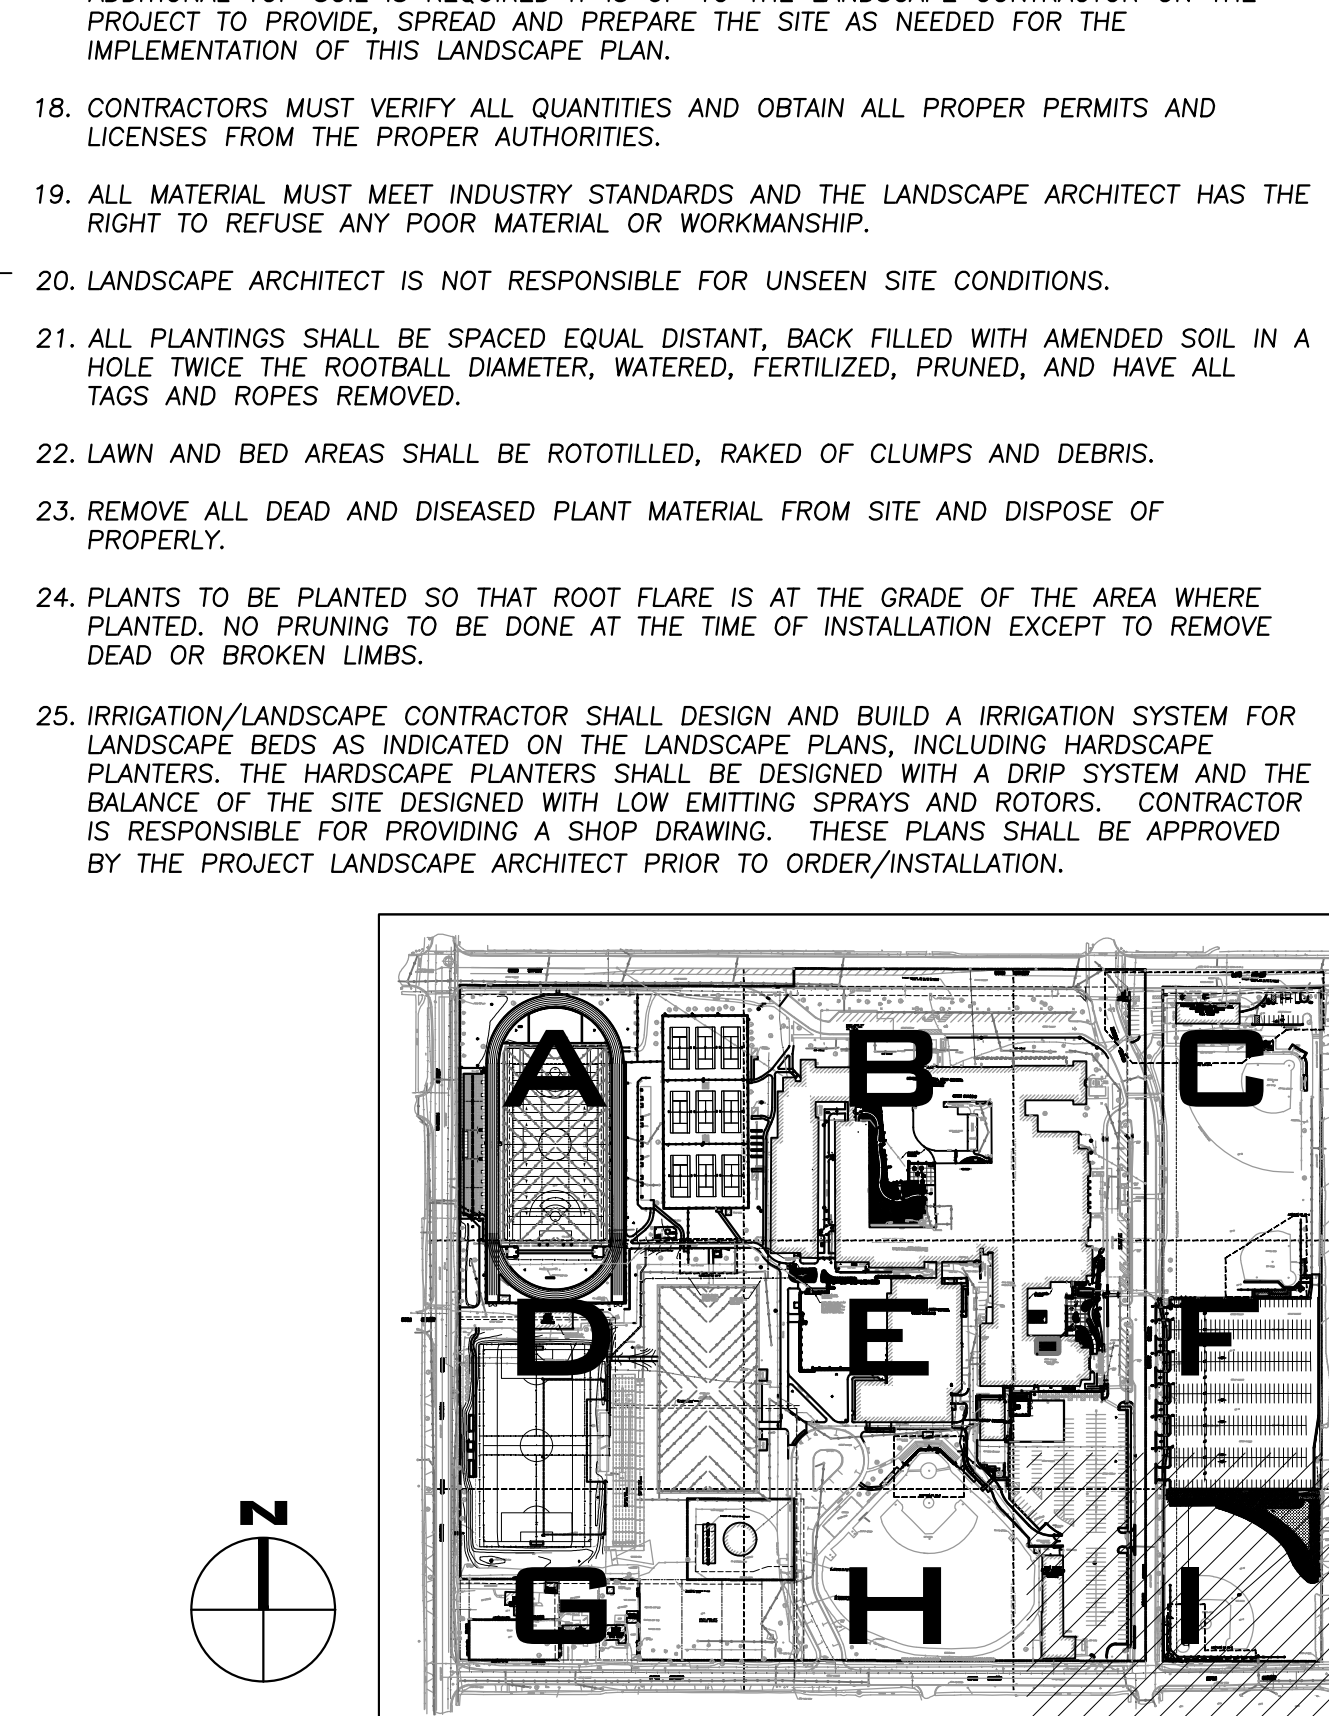 PROJECT TO PROVIDE, SPREAD AND PREPARE THE SITE AS NEEDED FOR THE
IMPLEMENTATION OF THIS LANDSCAPE PLAN.
18. CONTRACTORS MUST VERIFY ALL QUANTITIES AND OBTAIN ALL PROPER PERMITS AND
LICENSES FROM THE PROPER AUTHORITIES.
19. ALL MATERIAL MUST MEET INDUSTRY STANDARDS AND THE LANDSCAPE ARCHITECT HAS THE
RIGHT TO REFUSE ANY POOR MATERIAL OR WORKMANSHIP.
20. LANDSCAPE ARCHITECT IS NOT RESPONSIBLE FOR UNSEEN SITE CONDITIONS.
21. ALL PLANTINGS SHALL BE SPACED EQUAL DISTANT, BACK FILLED WITH AMENDED SOIL IN A
HOLE TWICE THE ROOTBALL DIAMETER, WATERED, FERTILIZED, PRUNED, AND HAVE ALL
TAGS AND ROPES REMOVED.
22. LAWN AND BED AREAS SHALL BE ROTOTILLED, RAKED OF CLUMPS AND DEBRIS.
23. REMOVE ALL DEAD AND DISEASED PLANT MATERIAL FROM SITE AND DISPOSE OF
PROPERLY.
24. PLANTS TO BE PLANTED SO THAT ROOT FLARE IS AT THE GRADE OF THE AREA WHERE
PLANTED. NO PRUNING TO BE DONE AT THE TIME OF INSTALLATION EXCEPT TO REMOVE
DEAD OR BROKEN LIMBS.
25. IRRIGATION/LANDSCAPE CONTRACTOR SHALL DESIGN AND BUILD A IRRIGATION SYSTEM FOR
LANDSCAPE BEDS AS INDICATED ON THE LANDSCAPE PLANS, INCLUDING HARDSCAPE
PLANTERS. THE HARDSCAPE PLANTERS SHALL BE DESIGNED WITH A DRIP SYSTEM AND THE
BALANCE OF THE SITE DESIGNED WITH LOW EMITTING SPRAYS AND ROTORS. CONTRACTOR
IS RESPONSIBLE FOR PROVIDING A SHOP DRAWING. THESE PLANS SHALL BE APPROVED
BY THE PROJECT LANDSCAPE ARCHITECT PRIOR TO ORDER/INSTALLATION.
A B C
D E F
N
G H I